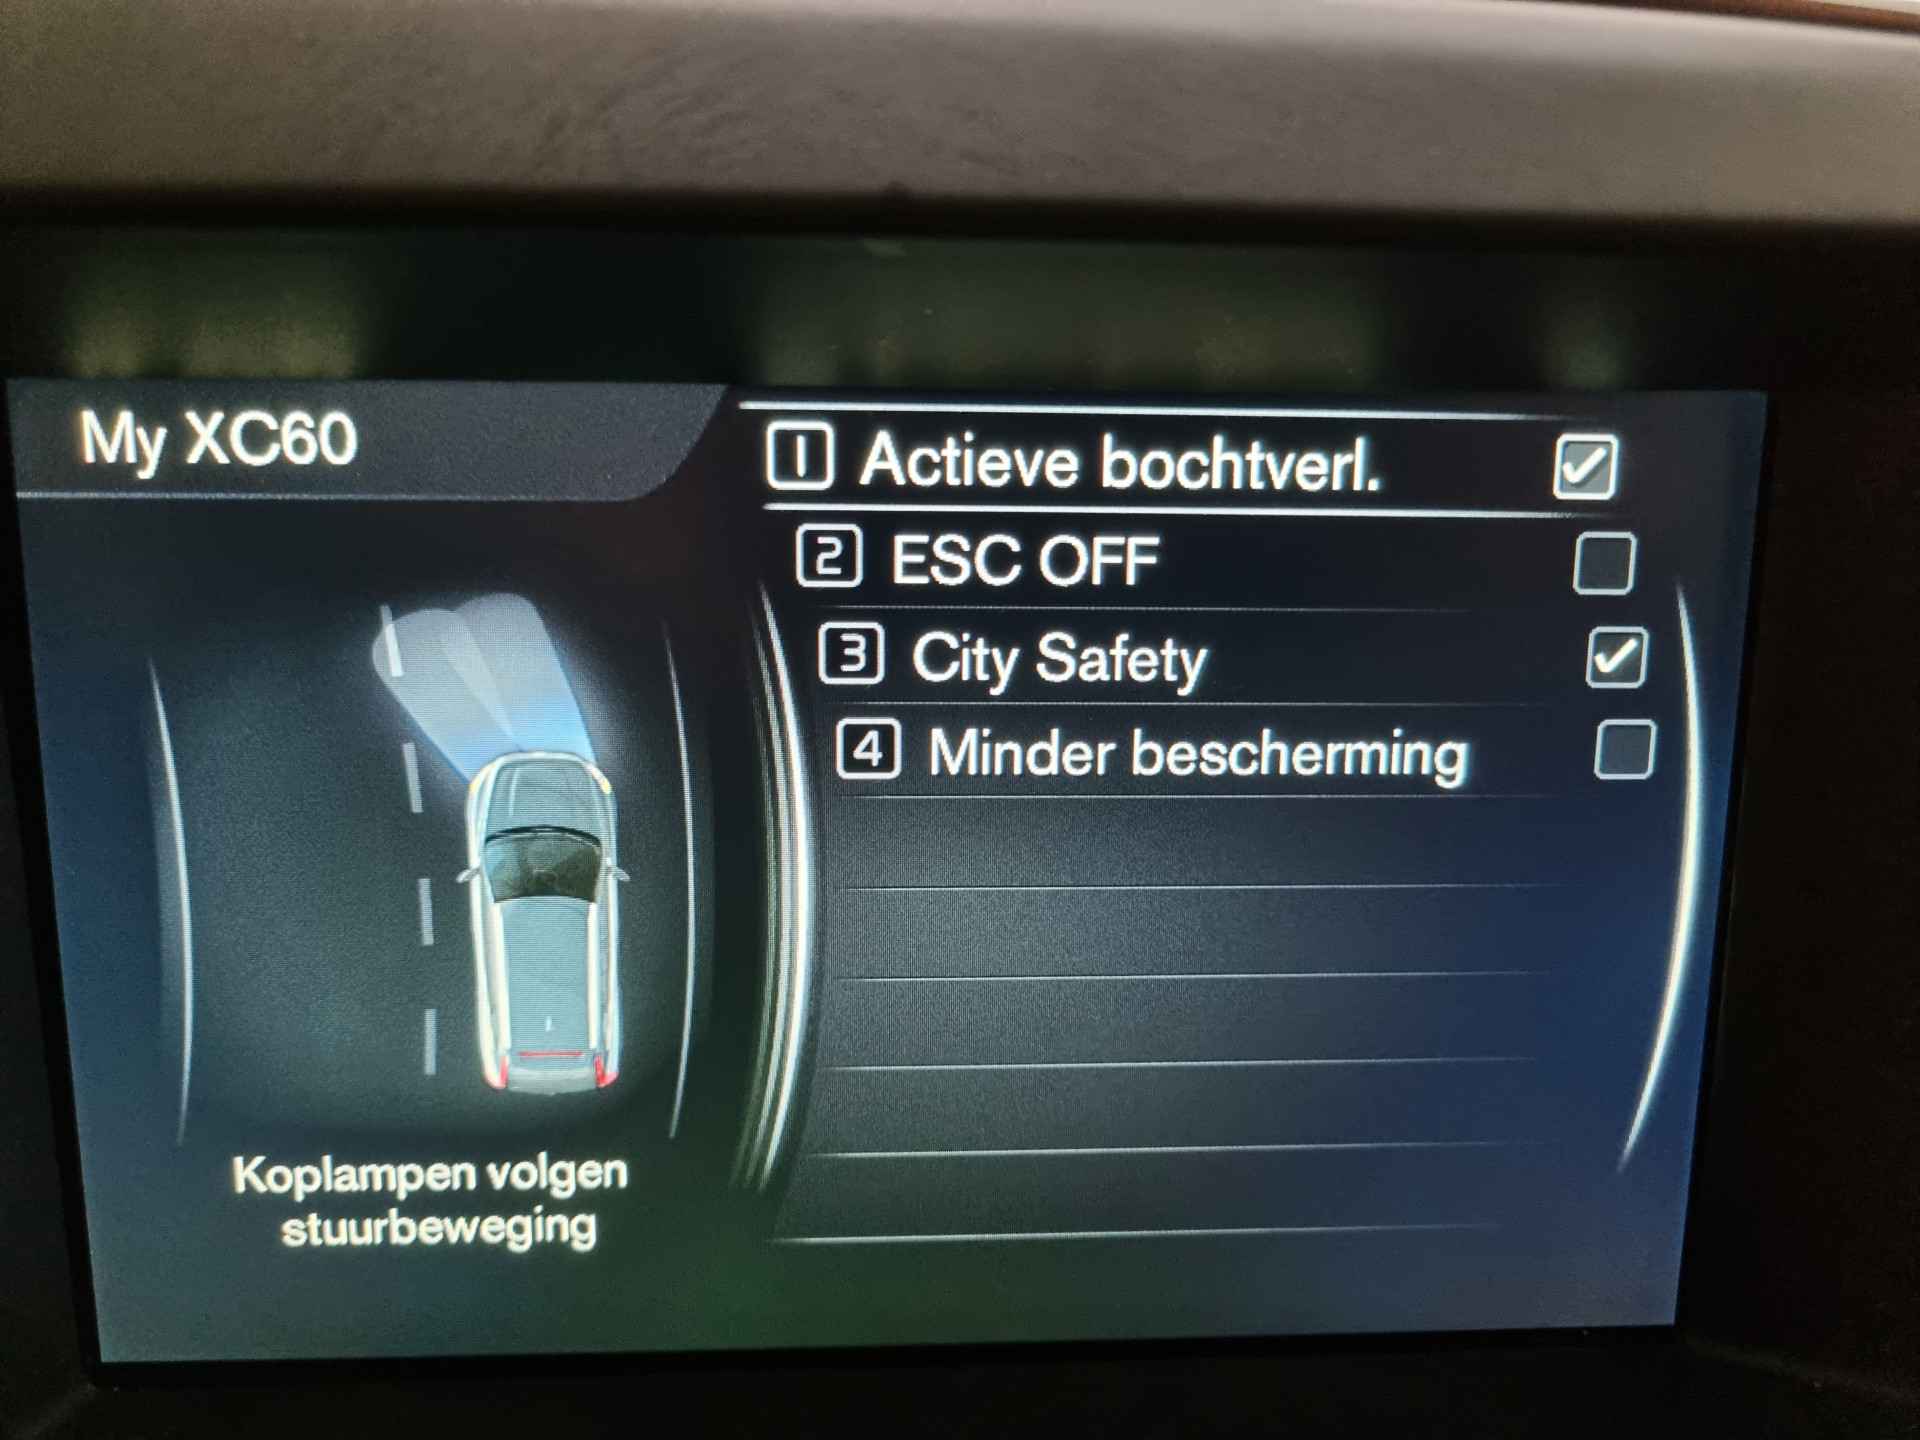 My XC60
1 Actieve bochtverl.
2 ESC OFF
3 City Safety
4 Minder bescherming
Koplampen volgen
stuurbeweging